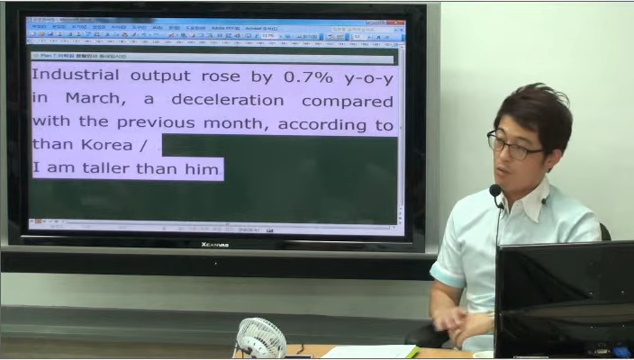 Industrial output rose by 0.7% y-o-y
in March, a deceleration compared
with the previous month, according to
than Korea /
I am taller than him
XCANVAS